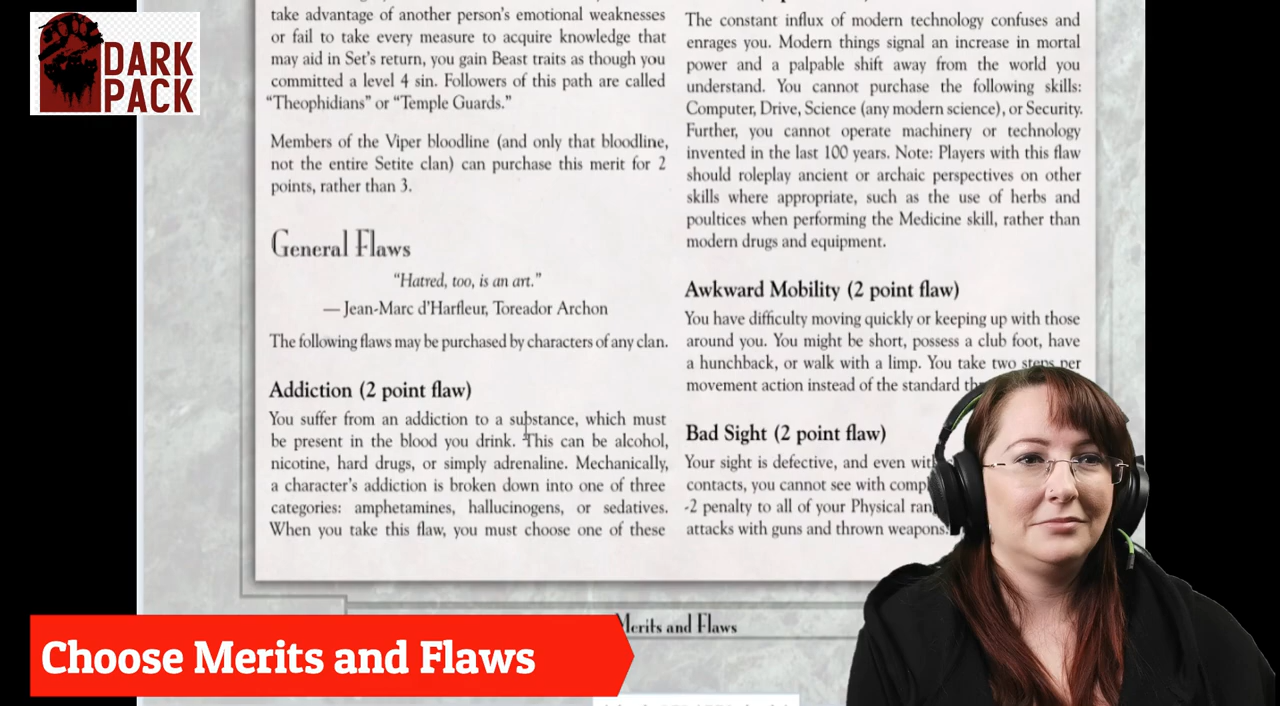 DARK
PACK
take advantage of another person's emotional weaknesses
or fail to take every measure to acquire knowledge that
may aid in Set's return, you gain Beast traits as though you
committed a level 4 sin. Followers of this path are called
“Theophidians” or “Temple Guards.”
Members of the Viper bloodline (and only that bloodline,
not the entire Setite clan) can purchase this merit for 2
points, rather than 3.
General Flaws
“Hatred, too, is an art.”
— Jean-Marc d'Harfleur, Toreador Archon
The following flaws may be purchased by characters of any clan.
Addiction (2 point flaw)
You suffer from an addiction to a substance, which must
be present in the blood you drink. This can be alcohol,
nicotine, hard drugs, or simply adrenaline. Mechanically,
a character's addiction is broken down into one of three
categories: amphetamines, hallucinogens, or sedatives.
When you take this flaw, you must choose one of these
The constant influx of modern technology confuses and
enrages you. Modern things signal an increase in mortal
power and a palpable shift away from the world you
understand. You cannot purchase the following skills:
Computer, Drive, Science (any modern science), or Security.
Further, you cannot operate machinery or technology
invented in the last 100 years. Note: Players with this flaw
should roleplay ancient or archaic perspectives on other
skills where appropriate, such as the use of herbs and
poultices when performing the Medicine skill, rather than
modern drugs and equipment.
Awkward Mobility (2 point flaw)
You have difficulty moving quickly or keeping up with those
around you. You might be short, possess a club foot, have
a hunchback, or walk with a limp. You take two steps per
movement action instead of the standard
Bad Sight (2 point flaw)
Your sight is defective, and even
contacts, you cannot see with
-2 penalty to all of your Physical
attacks with guns and thrown weapons.
Merits and Flaws
Choose Merits and Flaws